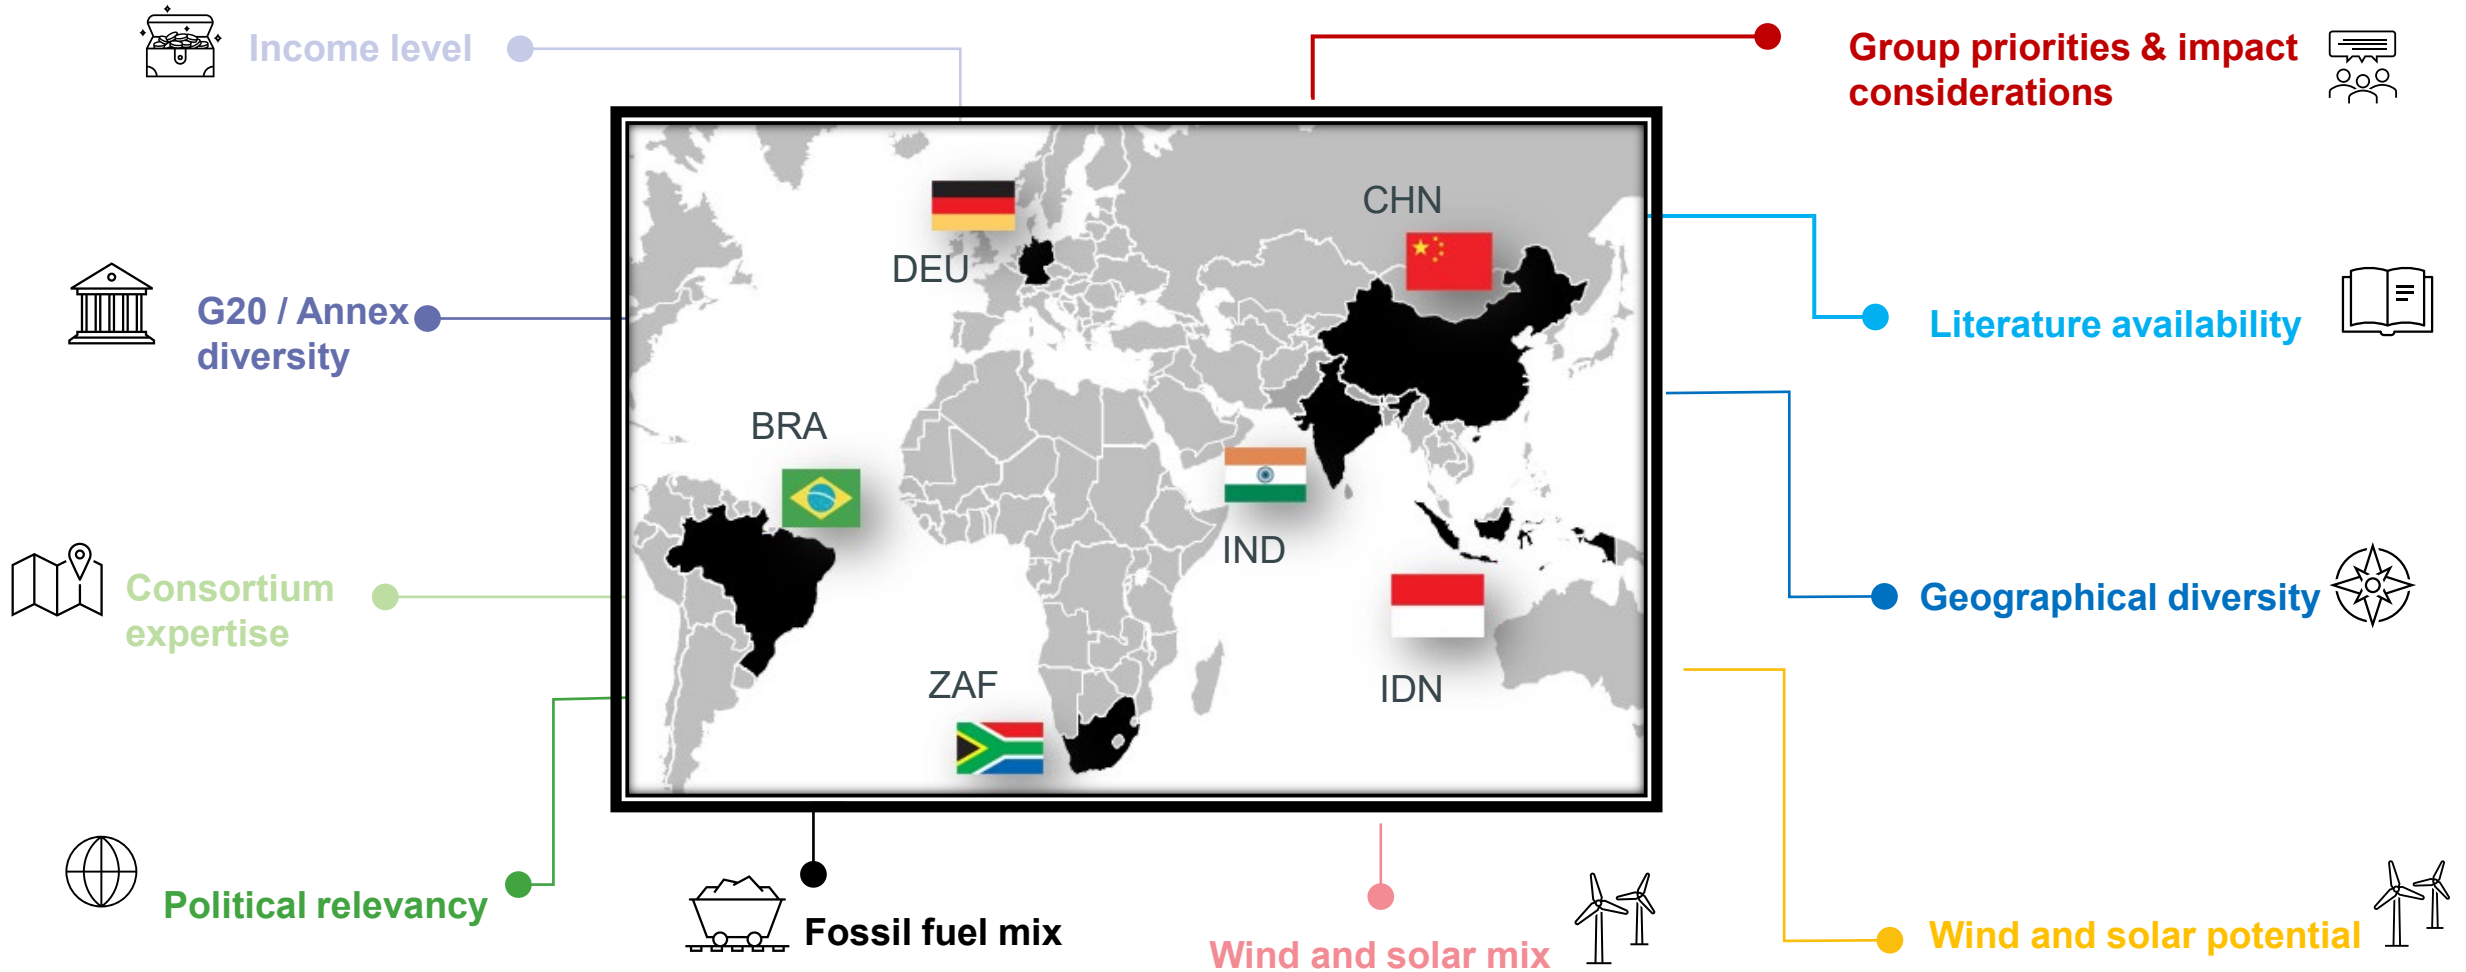 Income level
Group priorities & impact
considerations
CHN
DEU
G20 / Annex
diversity
Literature availability
BRA
IND
Consortium
expertise
Geographical diversity
ZAF
IDN
Political relevancy
Fossil fuel mix
Wind and solar mix
Wind and solar potential